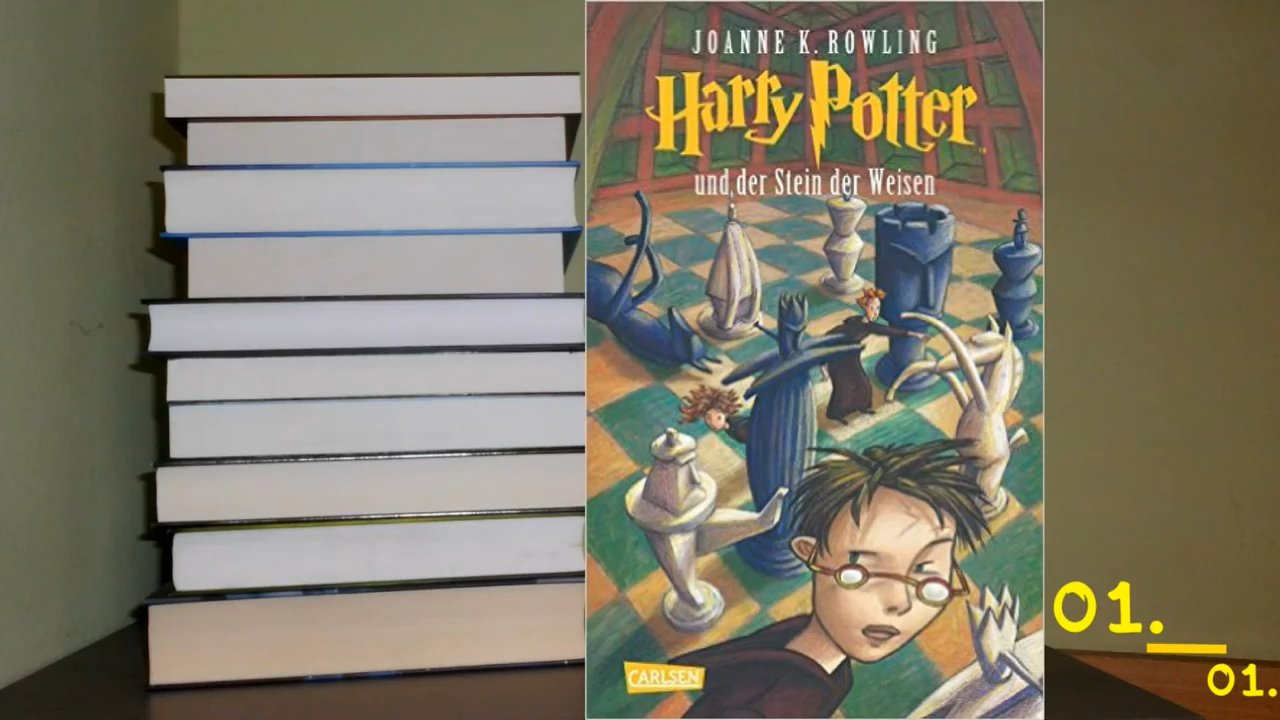 JOANNE K. ROWLING
Harry Potter
und der Stein der Weisen
CARLSEN
01.
01.